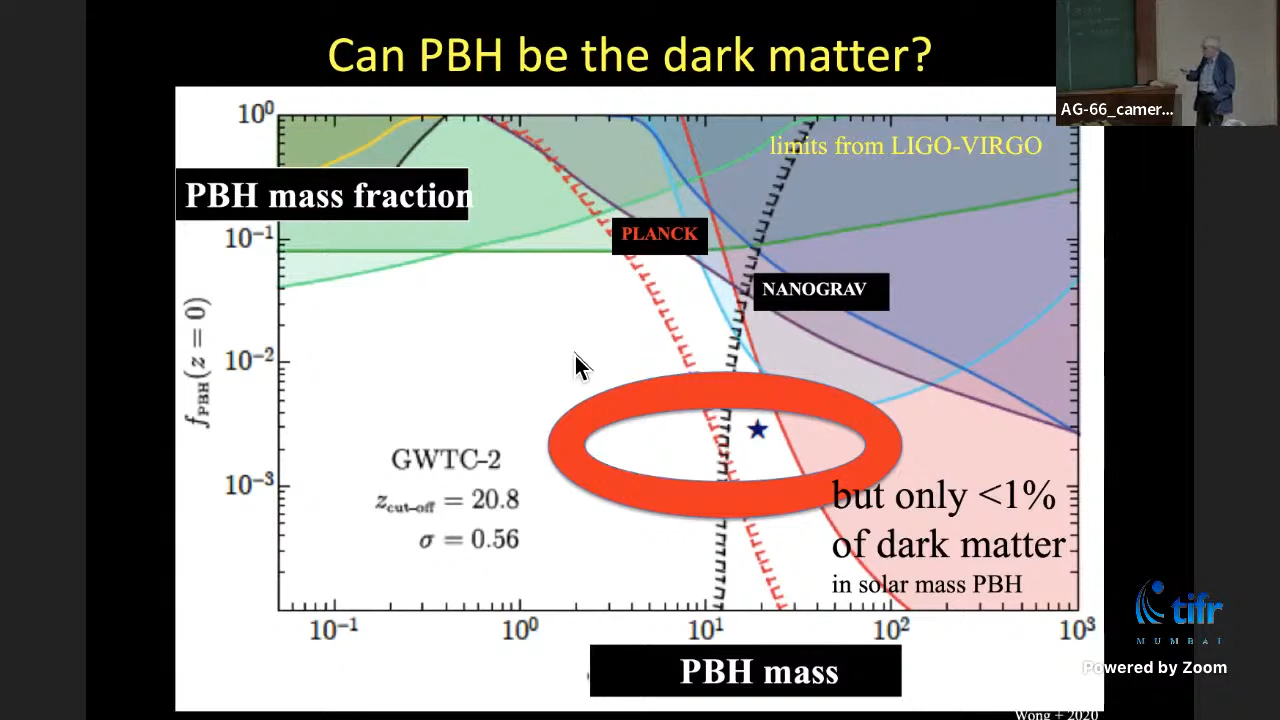 Can PBH be the dark matter?
AG-66_camer...
10⁰
limits from LIGO-VIRGO
PBH mass fraction
PLANCK
10⁻¹
NANOGRAV
f_PBH(z = 0)
10⁻²
GWTC-2
10⁻³
z_cut-off = 20.8
σ = 0.56
but only <1%
of dark matter
in solar mass PBH
10⁻¹ 10⁰ 10¹ 10² 10³
PBH mass
tifr
MUMBAI
Powered by Zoom
Wong + 2020